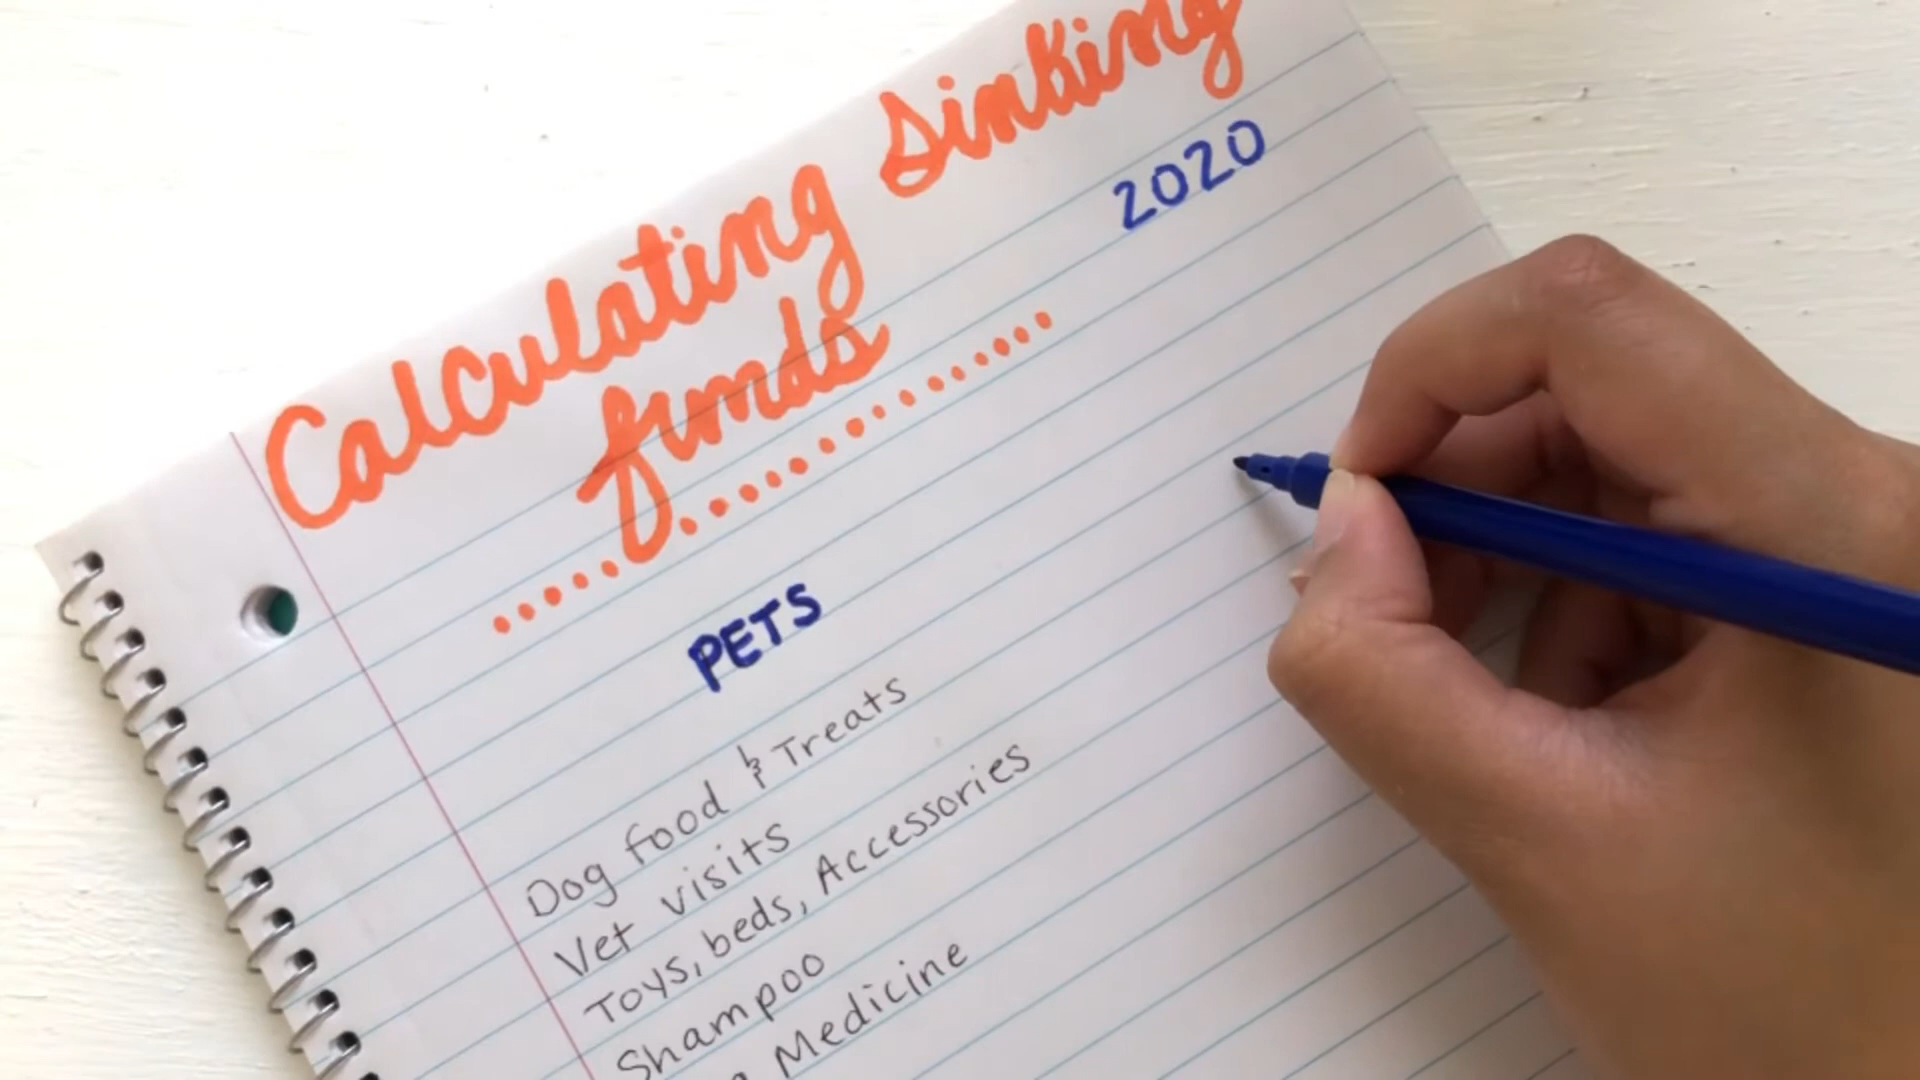 Calculating Sinking
funds
2020
PETS
Dog food & Treats
Vet visits
Toys, beds, Accessories
Shampoo
Medicine